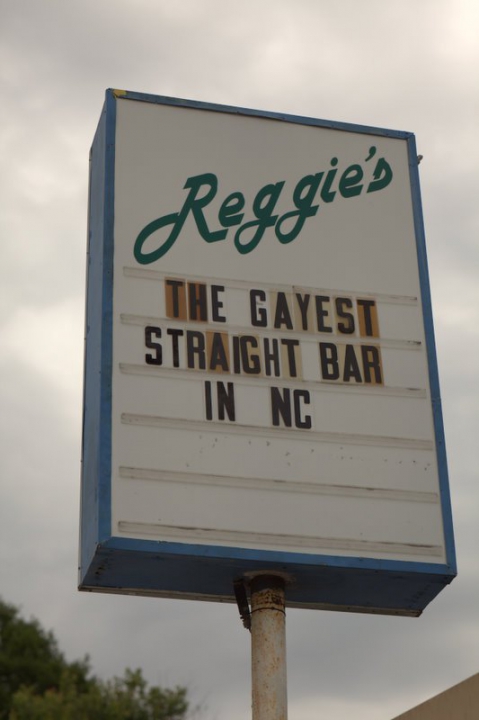 Reggie's
THE GAYEST
STRAIGHT BAR
IN NC